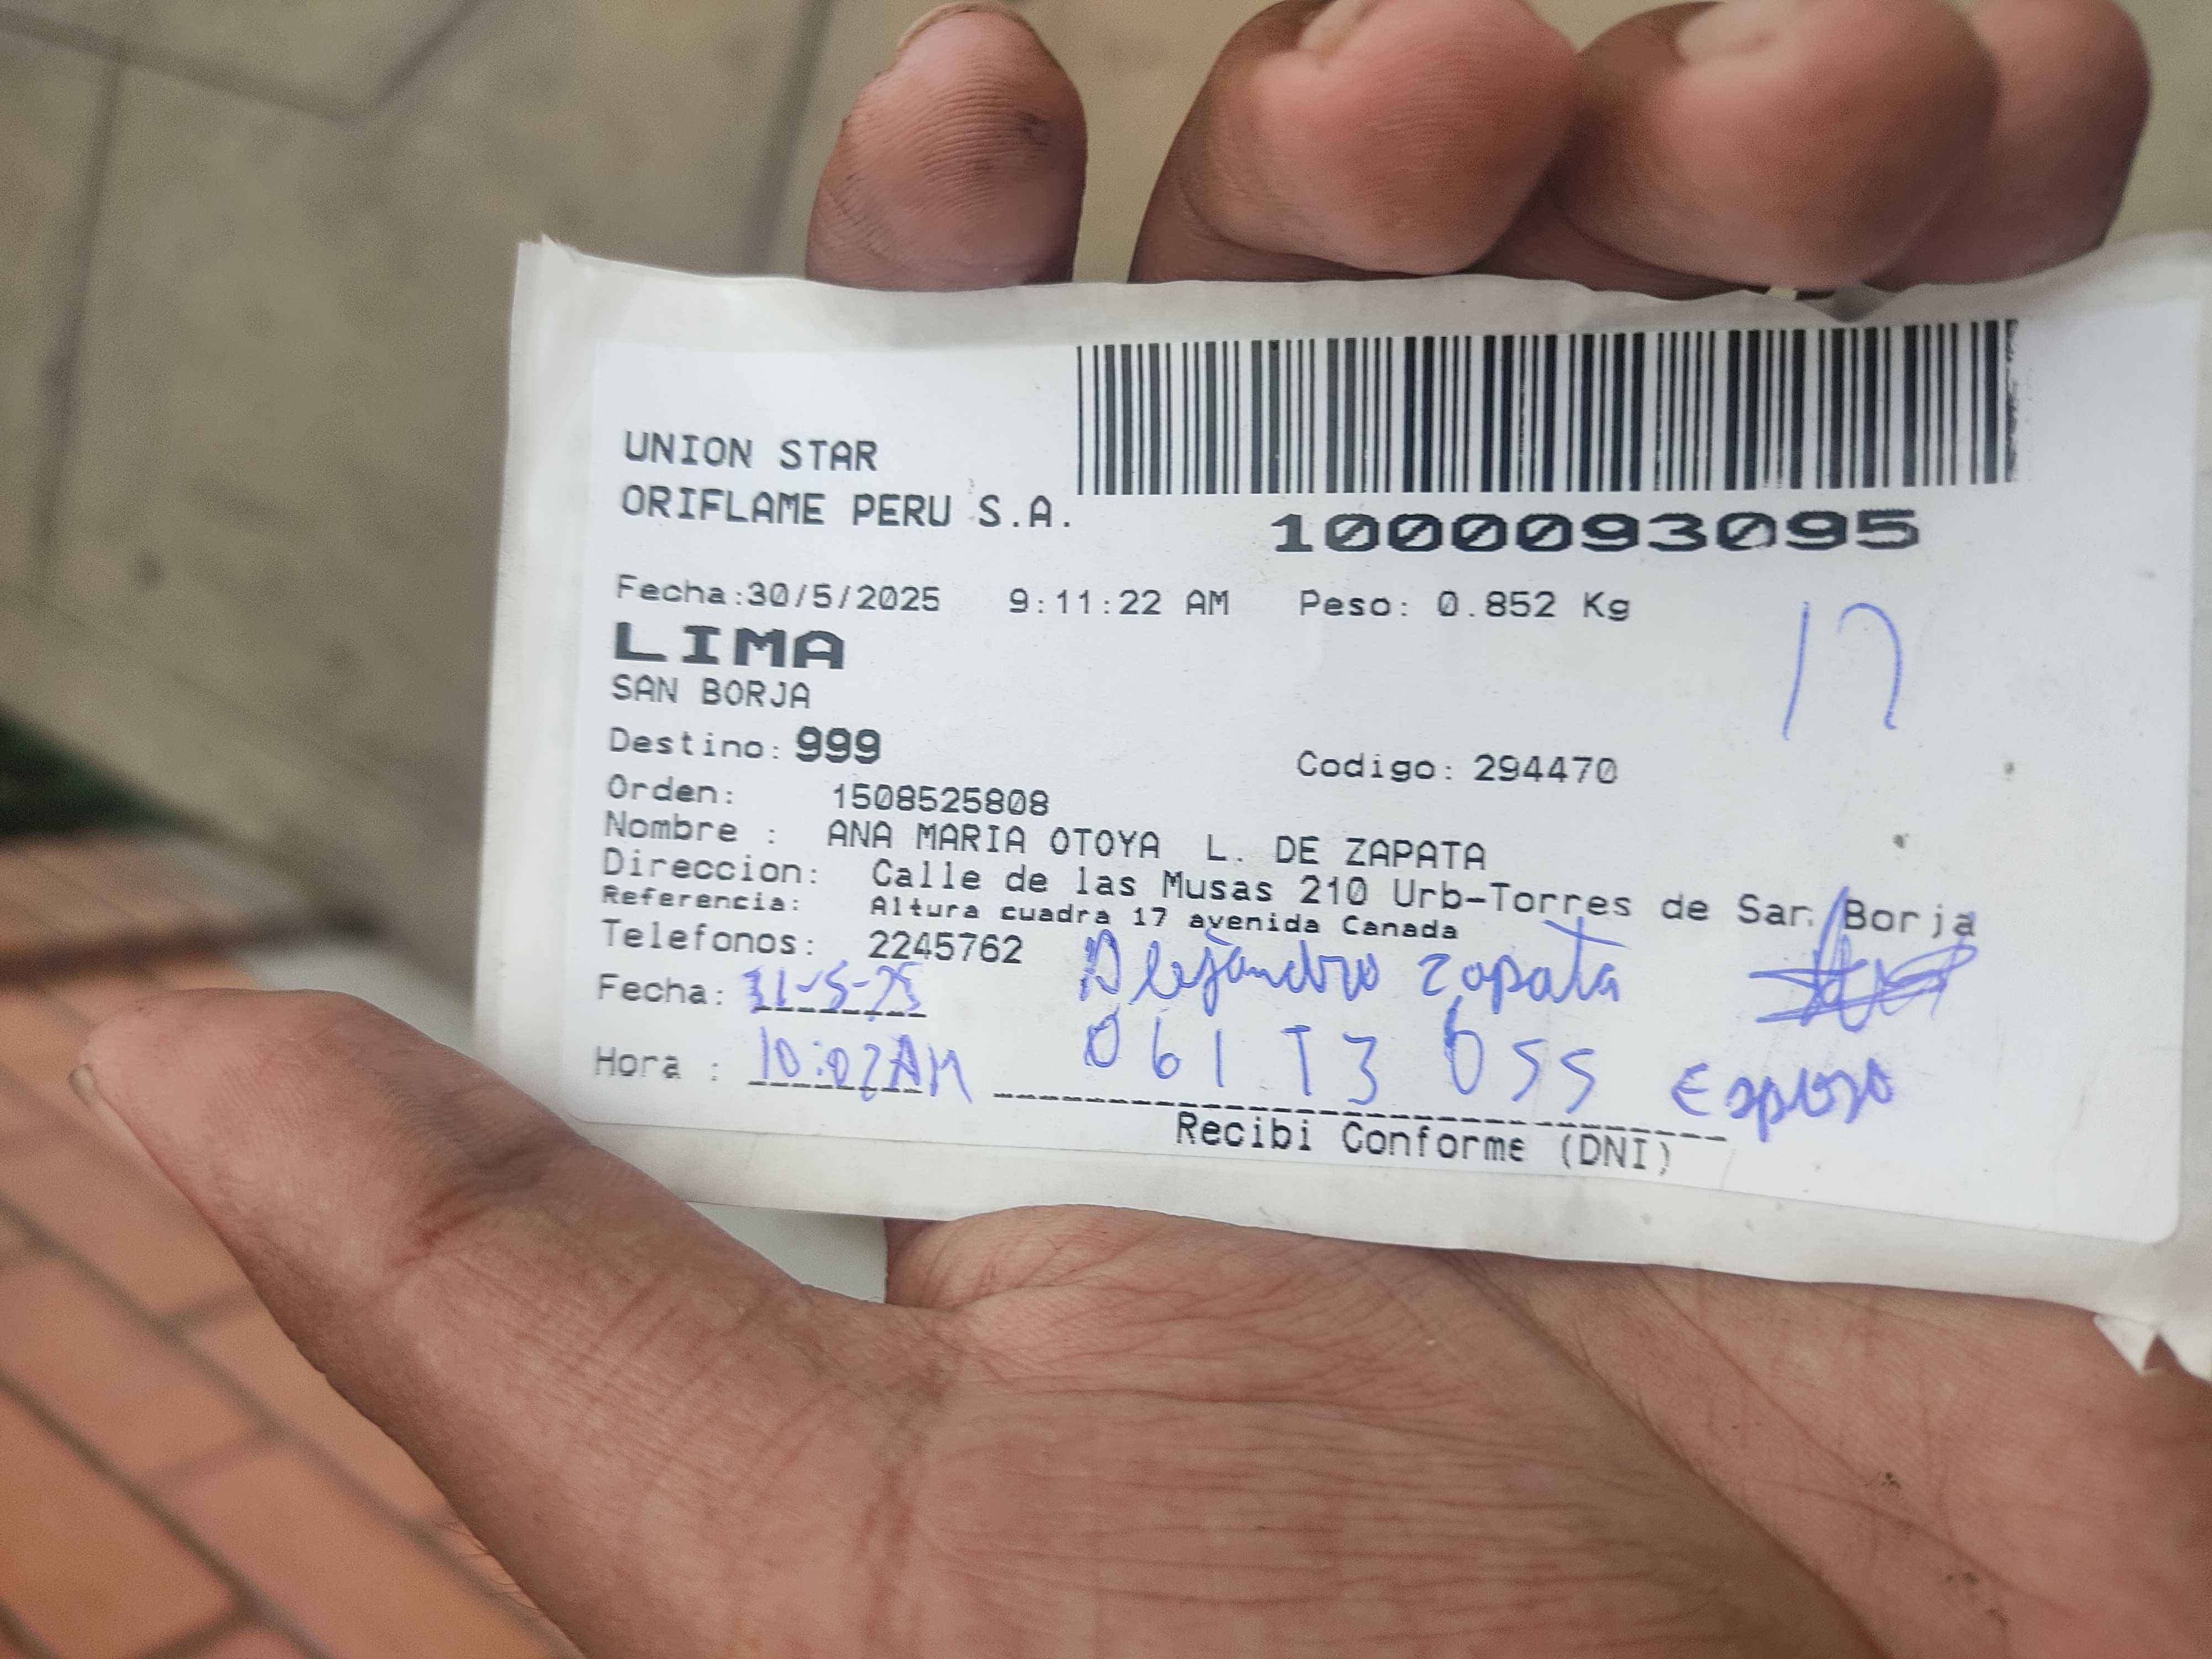 UNION STAR
ORIFLAME PERU S.A.
1000093095
Fecha:30/5/2025 9:11:22 AM Peso: 0.852 Kg
17
LIMA
SAN BORJA
Destino: 999 Codigo: 294470
Orden: 1508525808
Nombre : ANA MARIA OTOYA L. DE ZAPATA
Direccion: Calle de las Musas 210 Urb-Torres de San Borja
Referencia: Altura cuadra 17 avenida Canada
Telefonos: 2245762
Alejandro Zapata
Fecha: 31-5-25
Hora : 10:02AM Esposo
Recibi Conforme (DNI)